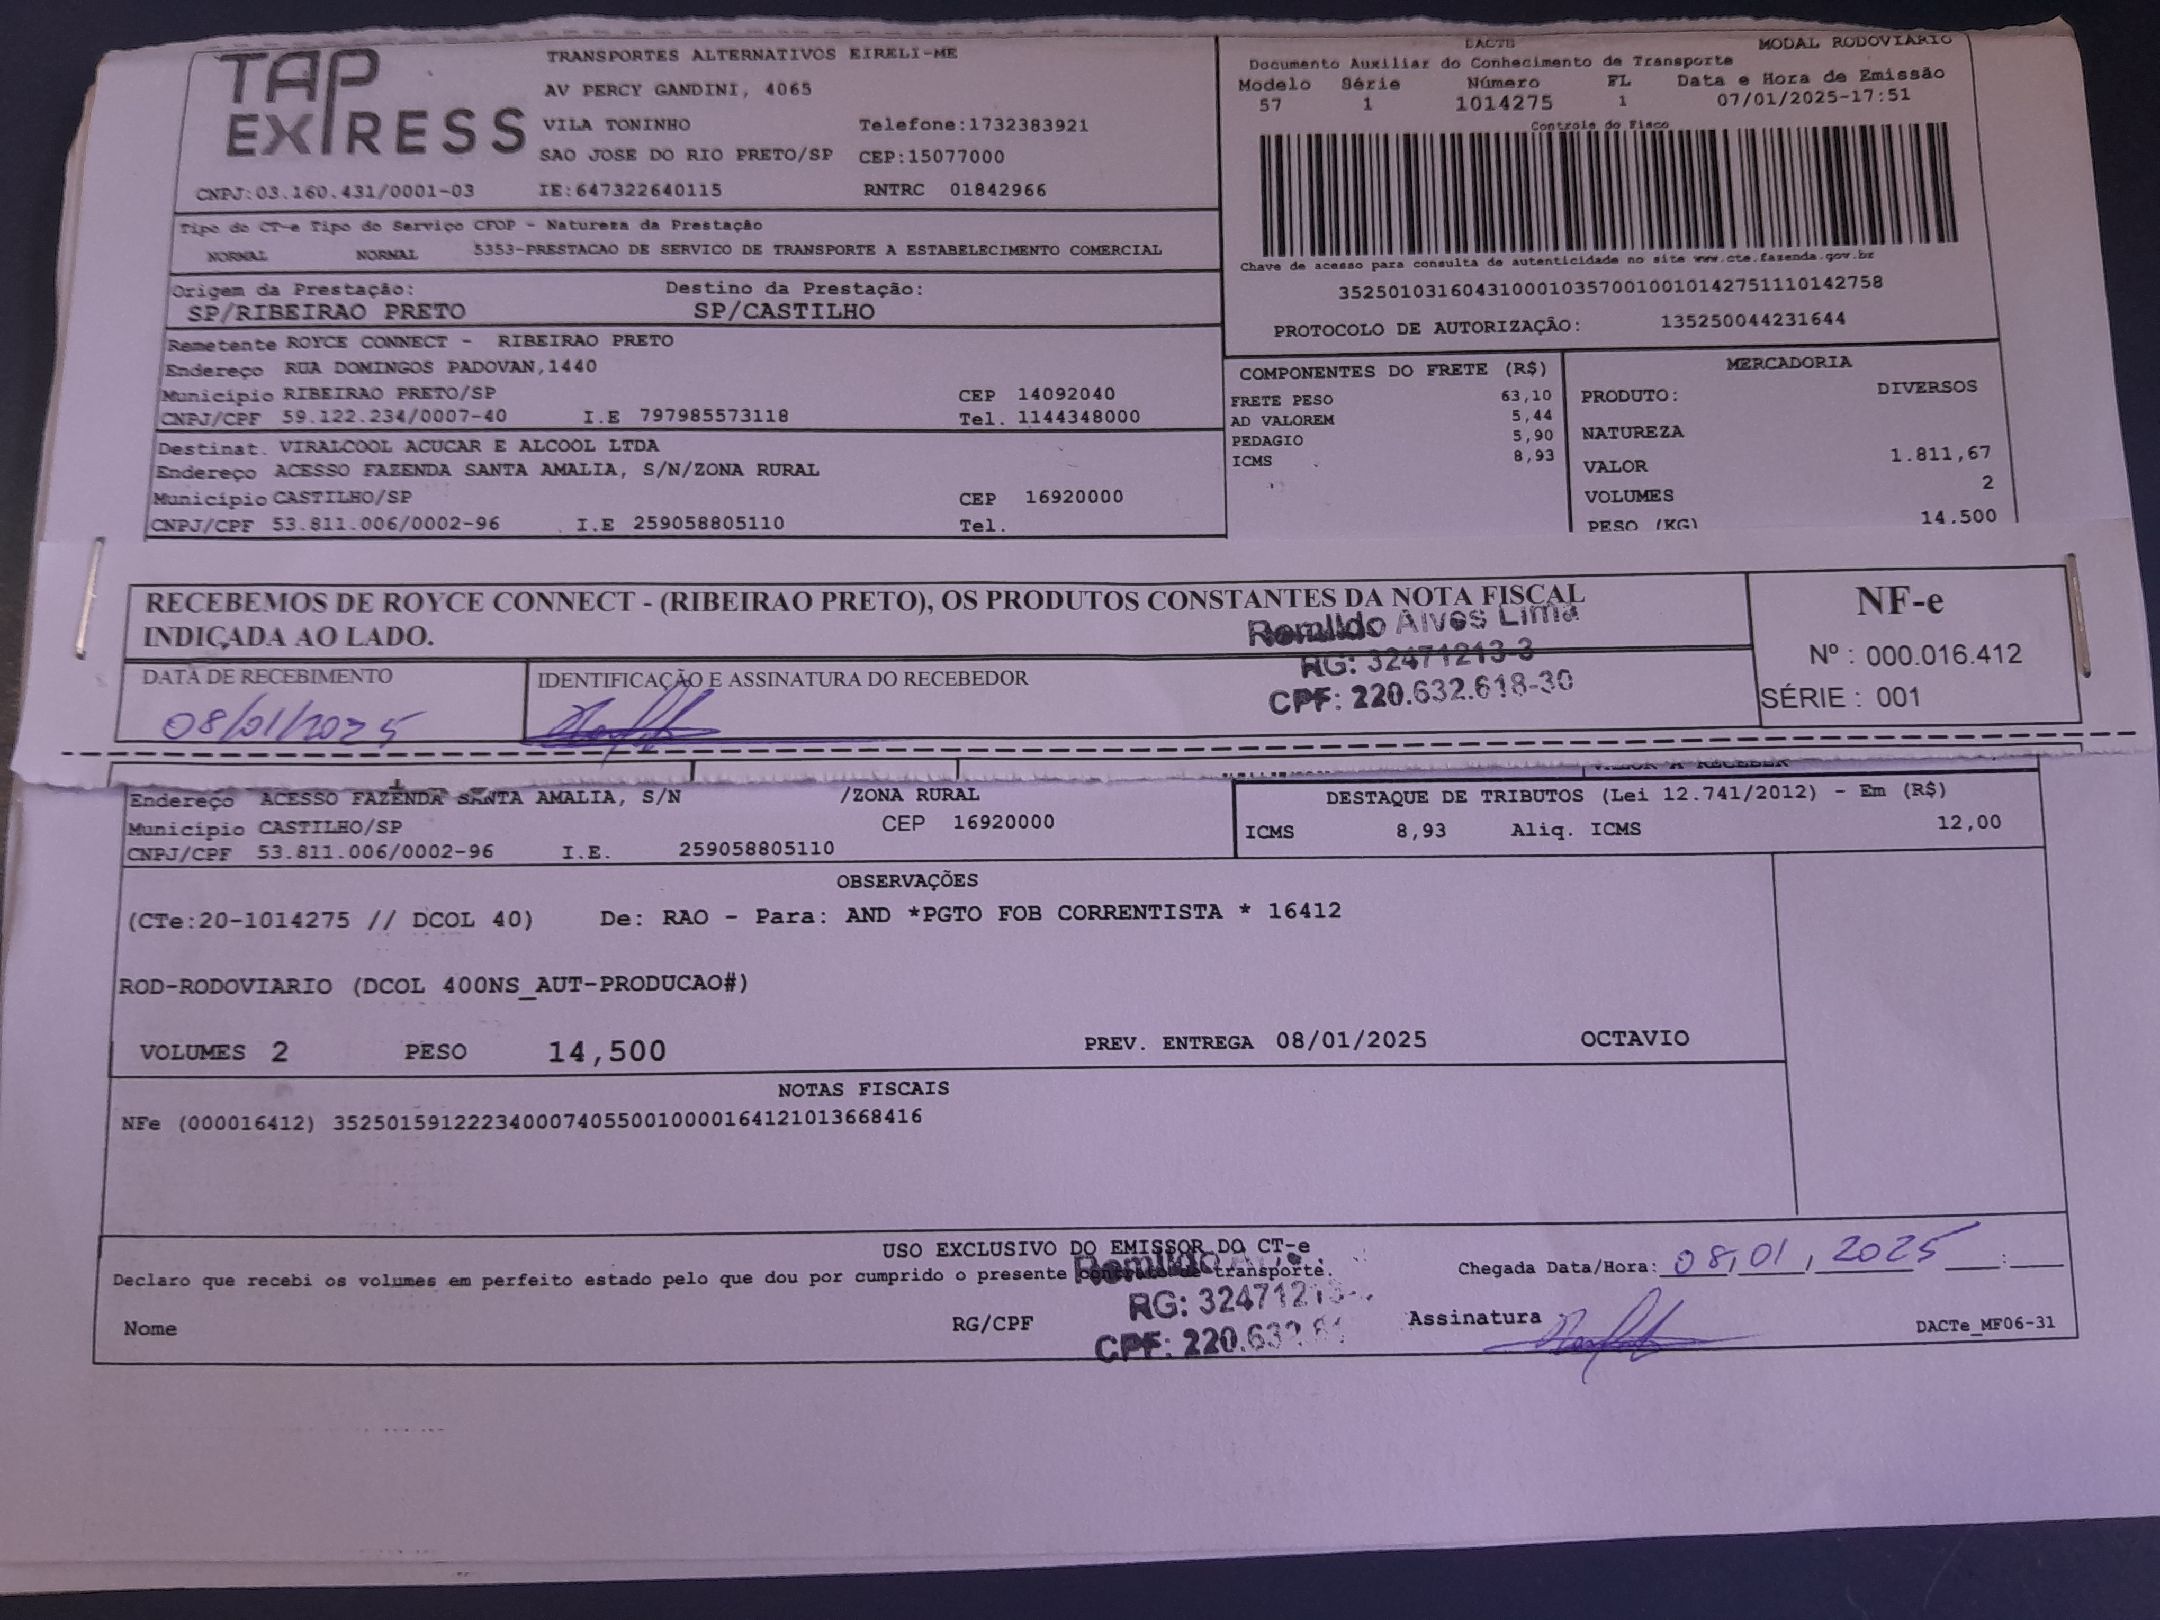 TAP EXPRESS
TRANSPORTES ALTERNATIVOS EIRELI-ME
AV PERCY GANDINI, 4065
VILA TONINHO Telefone:1732383921
SAO JOSE DO RIO PRETO/SP CEP:15077000
CNPJ:03.160.431/0001-03 IE:647322640115 RNTRC 01842966
DACTE MODAL RODOVIARIO
Documento Auxiliar do Conhecimento de Transporte
Modelo Série Número FL Data e Hora de Emissão
57 1 1014275 1 07/01/2025-17:51
Controle do Fisco
Chave de acesso para consulta de autenticidade no site www.cte.fazenda.gov.br
35250103160431000103570010010142751110142758
PROTOCOLO DE AUTORIZAÇÃO: 135250044231644
Tipo do CT-e Tipo do Serviço CFOP - Natureza da Prestação
NORMAL NORMAL 5353-PRESTACAO DE SERVICO DE TRANSPORTE A ESTABELECIMENTO COMERCIAL
Origem da Prestação: Destino da Prestação:
SP/RIBEIRAO PRETO SP/CASTILHO
Remetente ROYCE CONNECT - RIBEIRAO PRETO
Endereço RUA DOMINGOS PADOVAN,1440
Município RIBEIRAO PRETO/SP CEP 14092040
CNPJ/CPF 59.122.234/0007-40 I.E 797985573118 Tel. 1144348000
Destinat. VIRALCOOL ACUCAR E ALCOOL LTDA
Endereço ACESSO FAZENDA SANTA AMALIA, S/N/ZONA RURAL
Município CASTILHO/SP CEP 16920000
CNPJ/CPF 53.811.006/0002-96 I.E 259058805110 Tel.
COMPONENTES DO FRETE (R$)
FRETE PESO 63,10
AD VALOREM 5,44
PEDAGIO 5,90
ICMS 8,93
MERCADORIA
PRODUTO: DIVERSOS
NATUREZA
VALOR 1.811,67
VOLUMES 2
PESO (KG) 14.500
RECEBEMOS DE ROYCE CONNECT - (RIBEIRAO PRETO), OS PRODUTOS CONSTANTES DA NOTA FISCAL
INDICADA AO LADO.
DATA DE RECEBIMENTO
08/01/2025
IDENTIFICAÇÃO E ASSINATURA DO RECEBEDOR
Romildo Alves Lima
RG: 32471213-3
CPF: 220.632.618-30
NF-e
Nº : 000.016.412
SÉRIE : 001
VALOR A RECEBER
Endereço ACESSO FAZENDA SANTA AMALIA, S/N /ZONA RURAL
Município CASTILHO/SP CEP 16920000
CNPJ/CPF 53.811.006/0002-96 I.E. 259058805110
DESTAQUE DE TRIBUTOS (Lei 12.741/2012) - Em (R$)
ICMS 8,93 Aliq. ICMS 12,00
OBSERVAÇÕES
(CTe:20-1014275 // DCOL 40) De: RAO - Para: AND *PGTO FOB CORRENTISTA * 16412
ROD-RODOVIARIO (DCOL 400NS_AUT-PRODUCAO#)
VOLUMES 2 PESO 14,500 PREV. ENTREGA 08/01/2025 OCTAVIO
NOTAS FISCAIS
NFe (000016412) 35250159122234000740550010000164121013668416
USO EXCLUSIVO DO EMISSOR DO CT-e
Declaro que recebi os volumes em perfeito estado pelo que dou por cumprido o presente contrato de transporte.
Chegada Data/Hora: 08,01,2025 :
Romildo
RG: 32471213-
CPF: 220.632.61
Nome RG/CPF Assinatura
DACTe_MF06-31